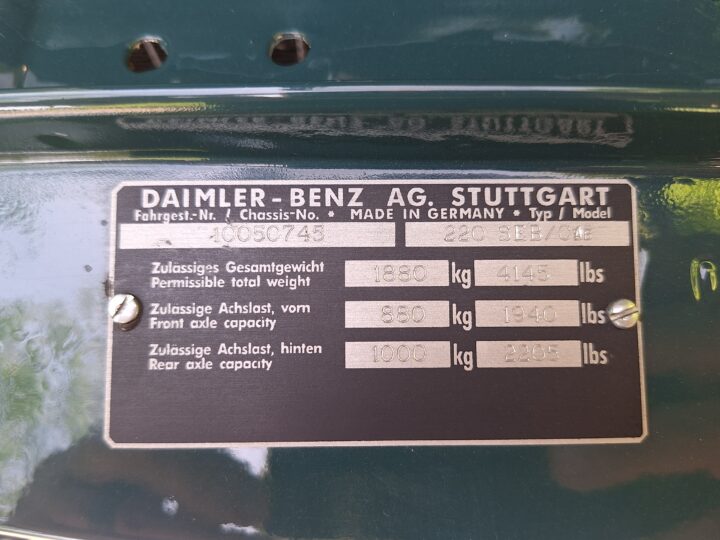 DAIMLER-BENZ AG. STUTTGART
Fahrgest.-Nr. / Chassis-No. * MADE IN GERMANY * Typ / Model
10050745 220 SEB/
Zulässiges Gesamtgewicht
Permissible total weight
1880 kg 4145 lbs
Zulässige Achslast, vorn
Front axle capacity
880 kg 1940 lbs
Zulässige Achslast, hinten
Rear axle capacity
1000 kg 2205 lbs